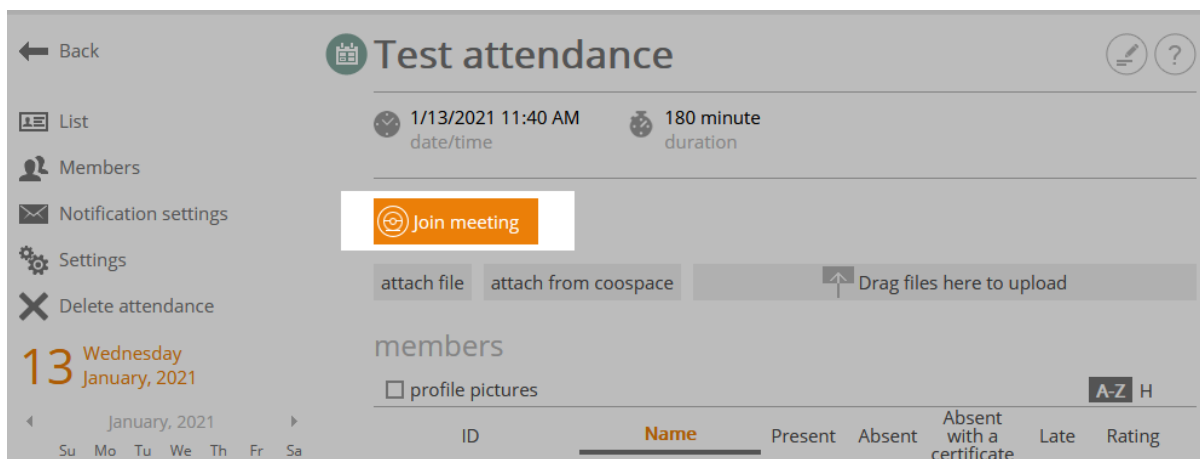 Back
Test attendance
?
1/13/2021 11:40 AM
date/time
180 minute
duration
List
Members
Notification settings
Settings
Delete attendance
Join meeting
attach file
attach from coospace
Drag files here to upload
members
profile pictures
A-Z H
13 Wednesday
January, 2021
January, 2021
Su Mo Tu We Th Fr Sa
ID
Name
Present
Absent
Absent
with a
certificate
Late
Rating